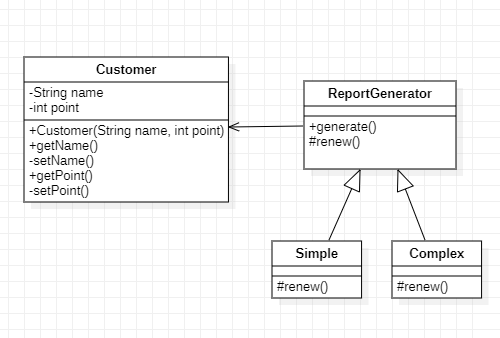 Customer
-String name
-int point
+Customer(String name, int point)
+getName()
-setName()
+getPoint()
-setPoint()
ReportGenerator
+generate()
#renew()
Simple
#renew()
Complex
#renew()